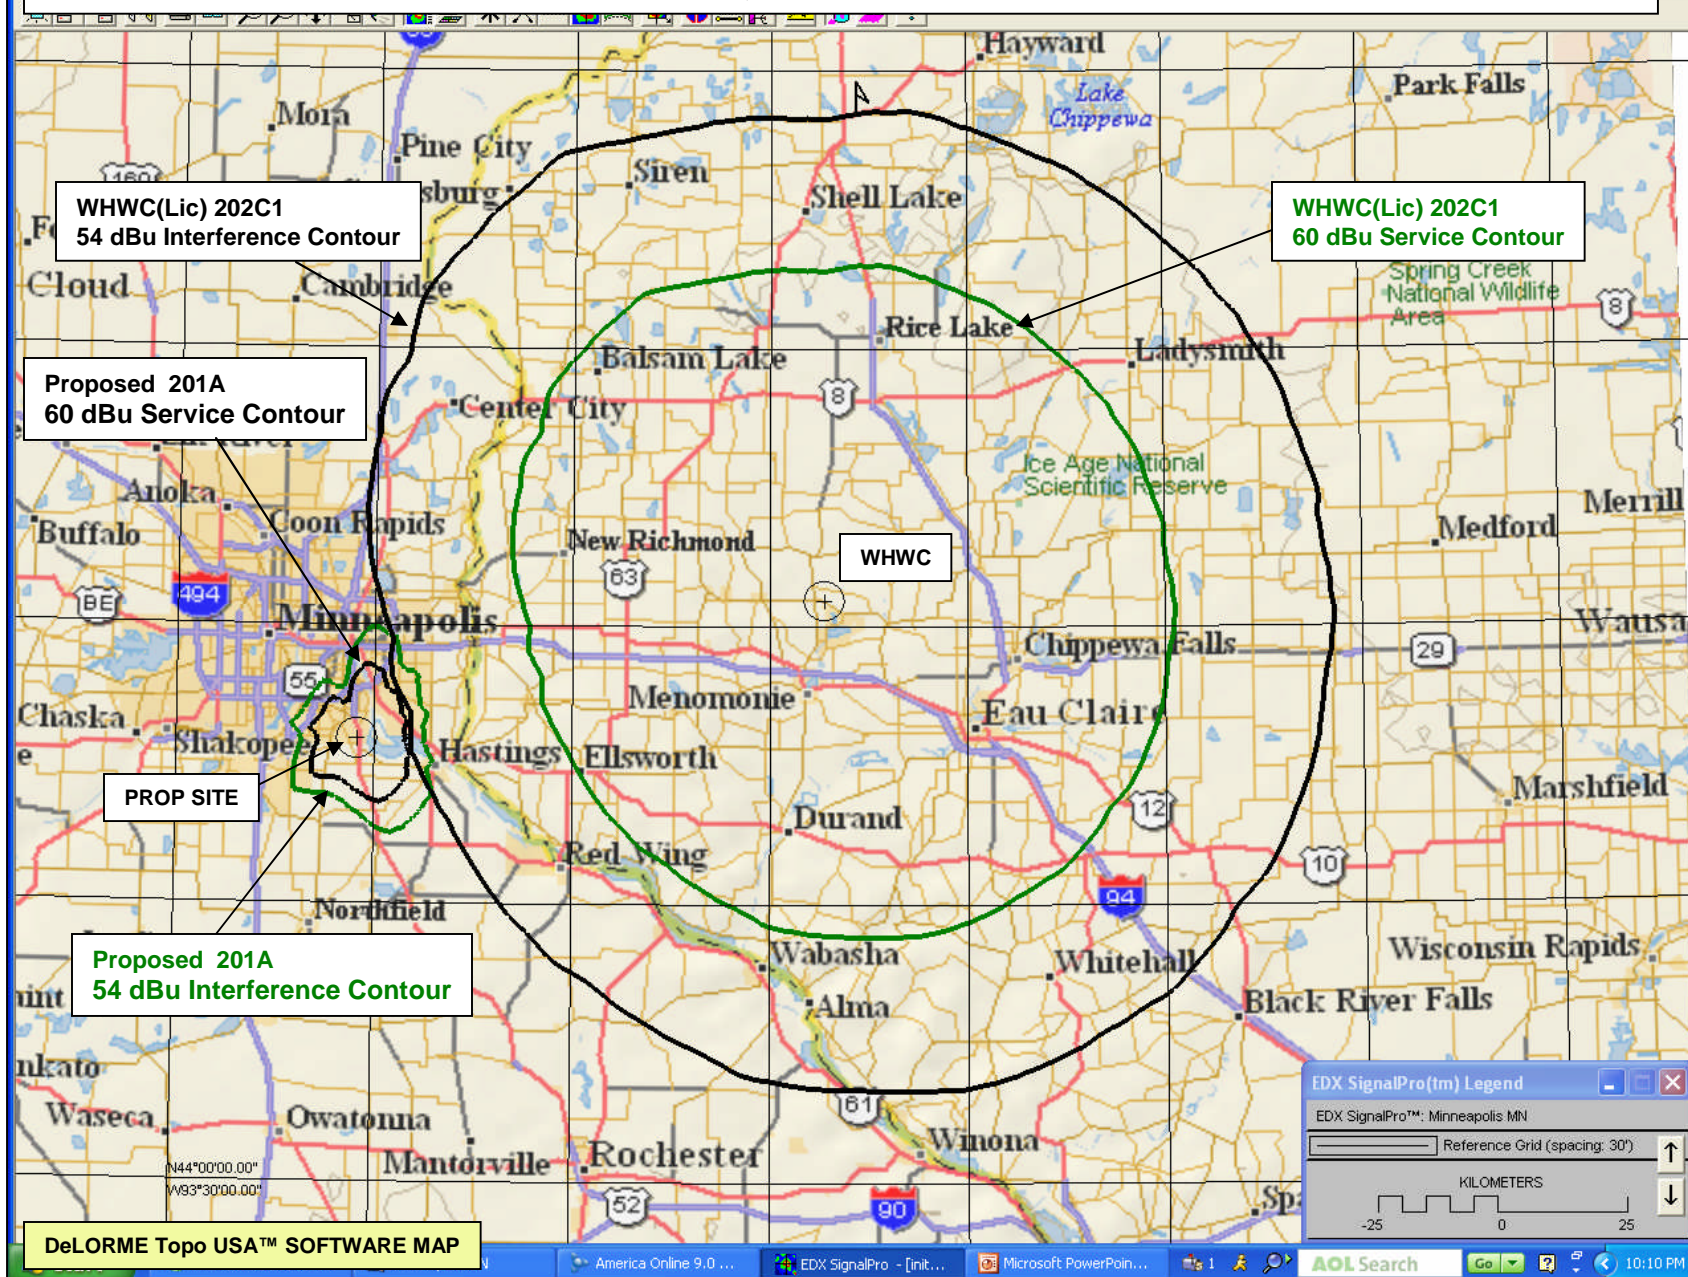 Hayward
Lake
Chippewa
Park Falls
Mora
Pine City
Siren
Shell Lake
WHWC(Lic) 202C1
54 dBu Interference Contour
WHWC(Lic) 202C1
60 dBu Service Contour
Spring Creek
National Wildlife
Area
Cloud
Cambridge
8
Rice Lake
Balsam Lake
Ladysmith
Proposed 201A
60 dBu Service Contour
Center City
8
Ice Age National
Scientific Reserve
Anoka
Coon Rapids
Buffalo
New Richmond
WHWC
Medford
Merrill
494
63
Minneapolis
Wausa
Chippewa Falls
29
55
Menomonie
Eau Claire
Chaska
Shakopee
Hastings
Ellsworth
PROP SITE
Durand
12
Marshfield
Red Wing
10
94
Northfield
Proposed 201A
54 dBu Interference Contour
Wabasha
Whitehall
Wisconsin Rapids
Alma
Black River Falls
nkato
Waseca
Owatonna
61
Winona
Mantorville
Rochester
N44°00'00.00"
W93°30'00.00"
52
90
Spa
EDX SignalPro(tm) Legend
EDX SignalPro™: Minneapolis MN
Reference Grid (spacing: 30')
KILOMETERS
-25 0 25
DeLORME Topo USA™ SOFTWARE MAP
America Online 9.0 ...
EDX SignalPro - [init...
Microsoft PowerPoin...
1
AOL Search
Go
10:10 PM